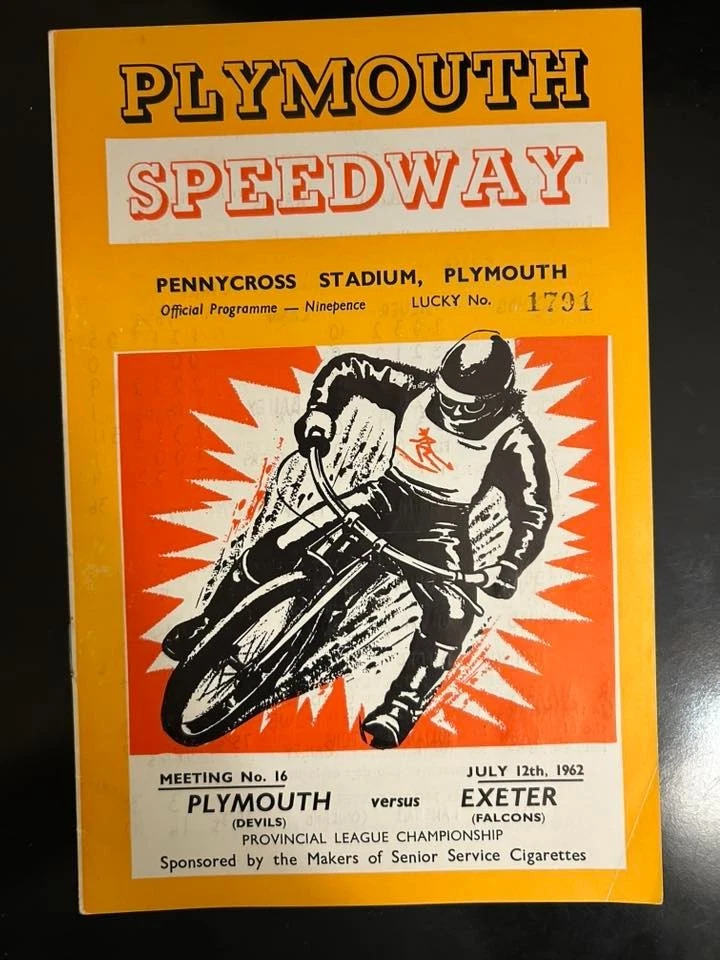 PLYMOUTH
SPEEDWAY
PENNYCROSS STADIUM, PLYMOUTH
Official Programme — Ninepence LUCKY No. 1791
MEETING No. 16 JULY 12th, 1962
PLYMOUTH versus EXETER
(DEVILS) (FALCONS)
PROVINCIAL LEAGUE CHAMPIONSHIP
Sponsored by the Makers of Senior Service Cigarettes